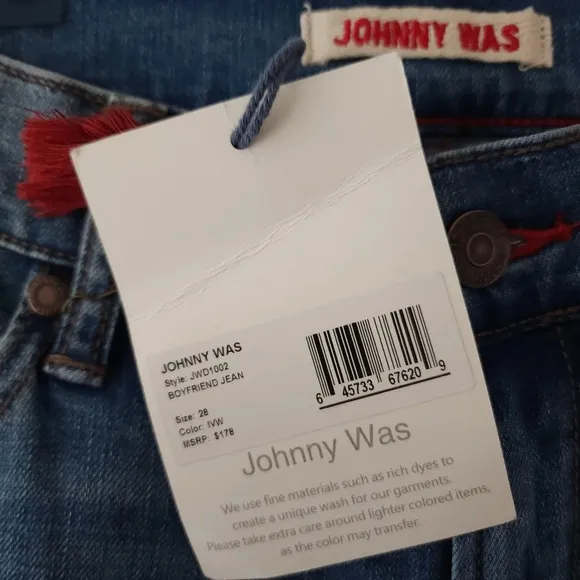 JOHNNY WAS
JOHNNY WAS
Style: JWD1002
BOYFRIEND JEAN
Size: 28
Color: IVW
MSRP: $178
6 45733 67620 9
Johnny Was
We use fine materials such as rich dyes to
create a unique wash for our garments.
Please take extra care around lighter colored items,
as the color may transfer.